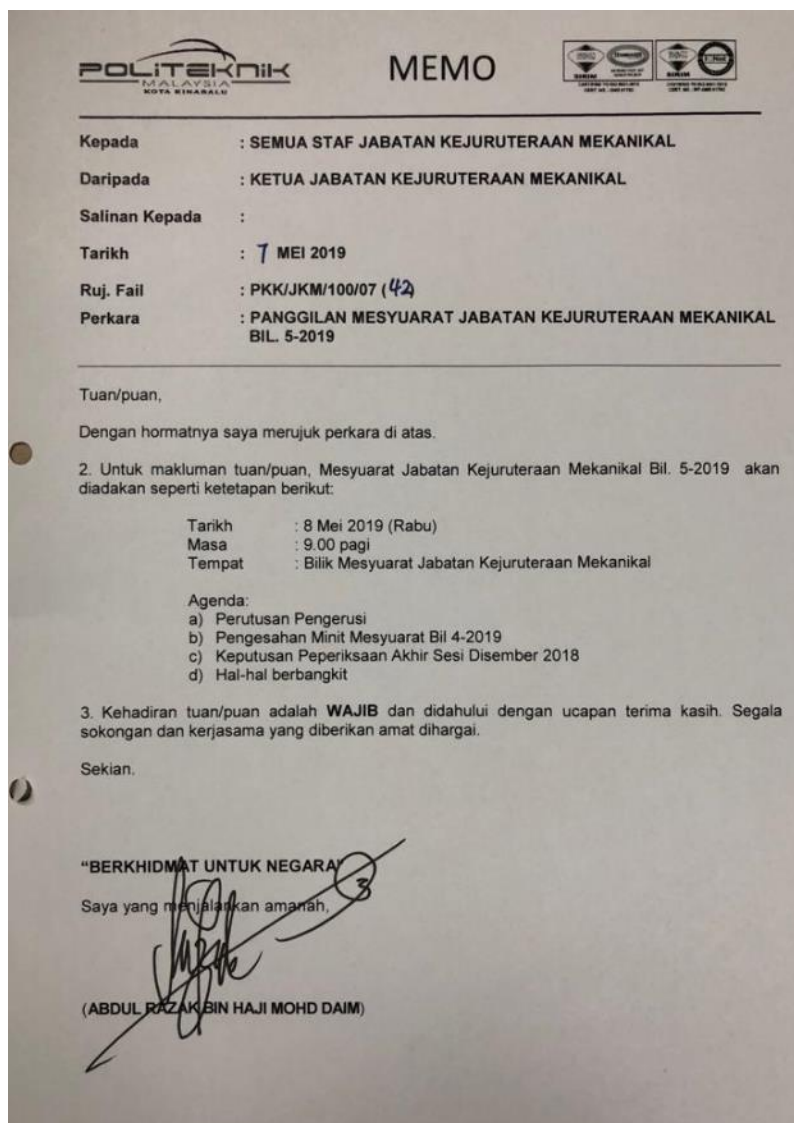 POLITEKNIK
MALAYSIA
KOTA KINABALU
MEMO
Kepada : SEMUA STAF JABATAN KEJURUTERAAN MEKANIKAL
Daripada : KETUA JABATAN KEJURUTERAAN MEKANIKAL
Salinan Kepada :
Tarikh : 7 MEI 2019
Ruj. Fail : PKK/JKM/100/07 (42)
Perkara : PANGGILAN MESYUARAT JABATAN KEJURUTERAAN MEKANIKAL
BIL. 5-2019
Tuan/puan,
Dengan hormatnya saya merujuk perkara di atas.
2. Untuk makluman tuan/puan, Mesyuarat Jabatan Kejuruteraan Mekanikal Bil. 5-2019 akan
diadakan seperti ketetapan berikut:
Tarikh : 8 Mei 2019 (Rabu)
Masa : 9.00 pagi
Tempat : Bilik Mesyuarat Jabatan Kejuruteraan Mekanikal
Agenda:
a) Perutusan Pengerusi
b) Pengesahan Minit Mesyuarat Bil 4-2019
c) Keputusan Peperiksaan Akhir Sesi Disember 2018
d) Hal-hal berbangkit
3. Kehadiran tuan/puan adalah WAJIB dan didahului dengan ucapan terima kasih. Segala
sokongan dan kerjasama yang diberikan amat dihargai.
Sekian.
"BERKHIDMAT UNTUK NEGARA"
3
Saya yang menjalankan amanah,
(ABDUL RAZAK BIN HAJI MOHD DAIM)